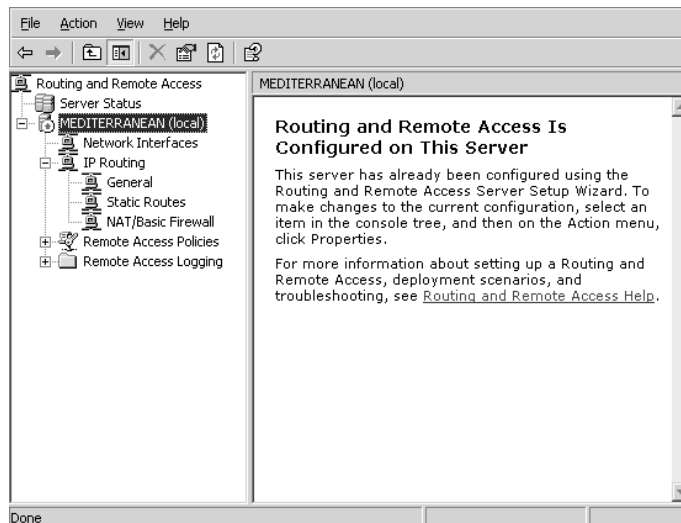 File Action View Help
Routing and Remote Access
Server Status
MEDITERRANEAN (local)
Network Interfaces
IP Routing
General
Static Routes
NAT/Basic Firewall
Remote Access Policies
Remote Access Logging
MEDITERRANEAN (local)
Routing and Remote Access Is
Configured on This Server
This server has already been configured using the
Routing and Remote Access Server Setup Wizard. To
make changes to the current configuration, select an
item in the console tree, and then on the Action menu,
click Properties.
For more information about setting up a Routing and
Remote Access, deployment scenarios, and
troubleshooting, see Routing and Remote Access Help.
Done